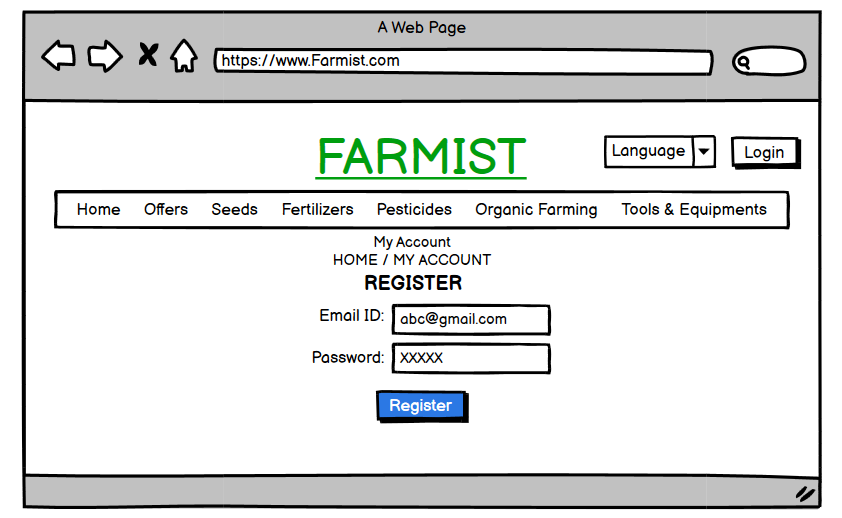 A Web Page
https://www.Farmist.com
FARMIST
Language
Login
Home Offers Seeds Fertilizers Pesticides Organic Farming Tools & Equipments
My Account
HOME / MY ACCOUNT
REGISTER
Email ID: abc@gmail.com
Password: XXXXX
Register